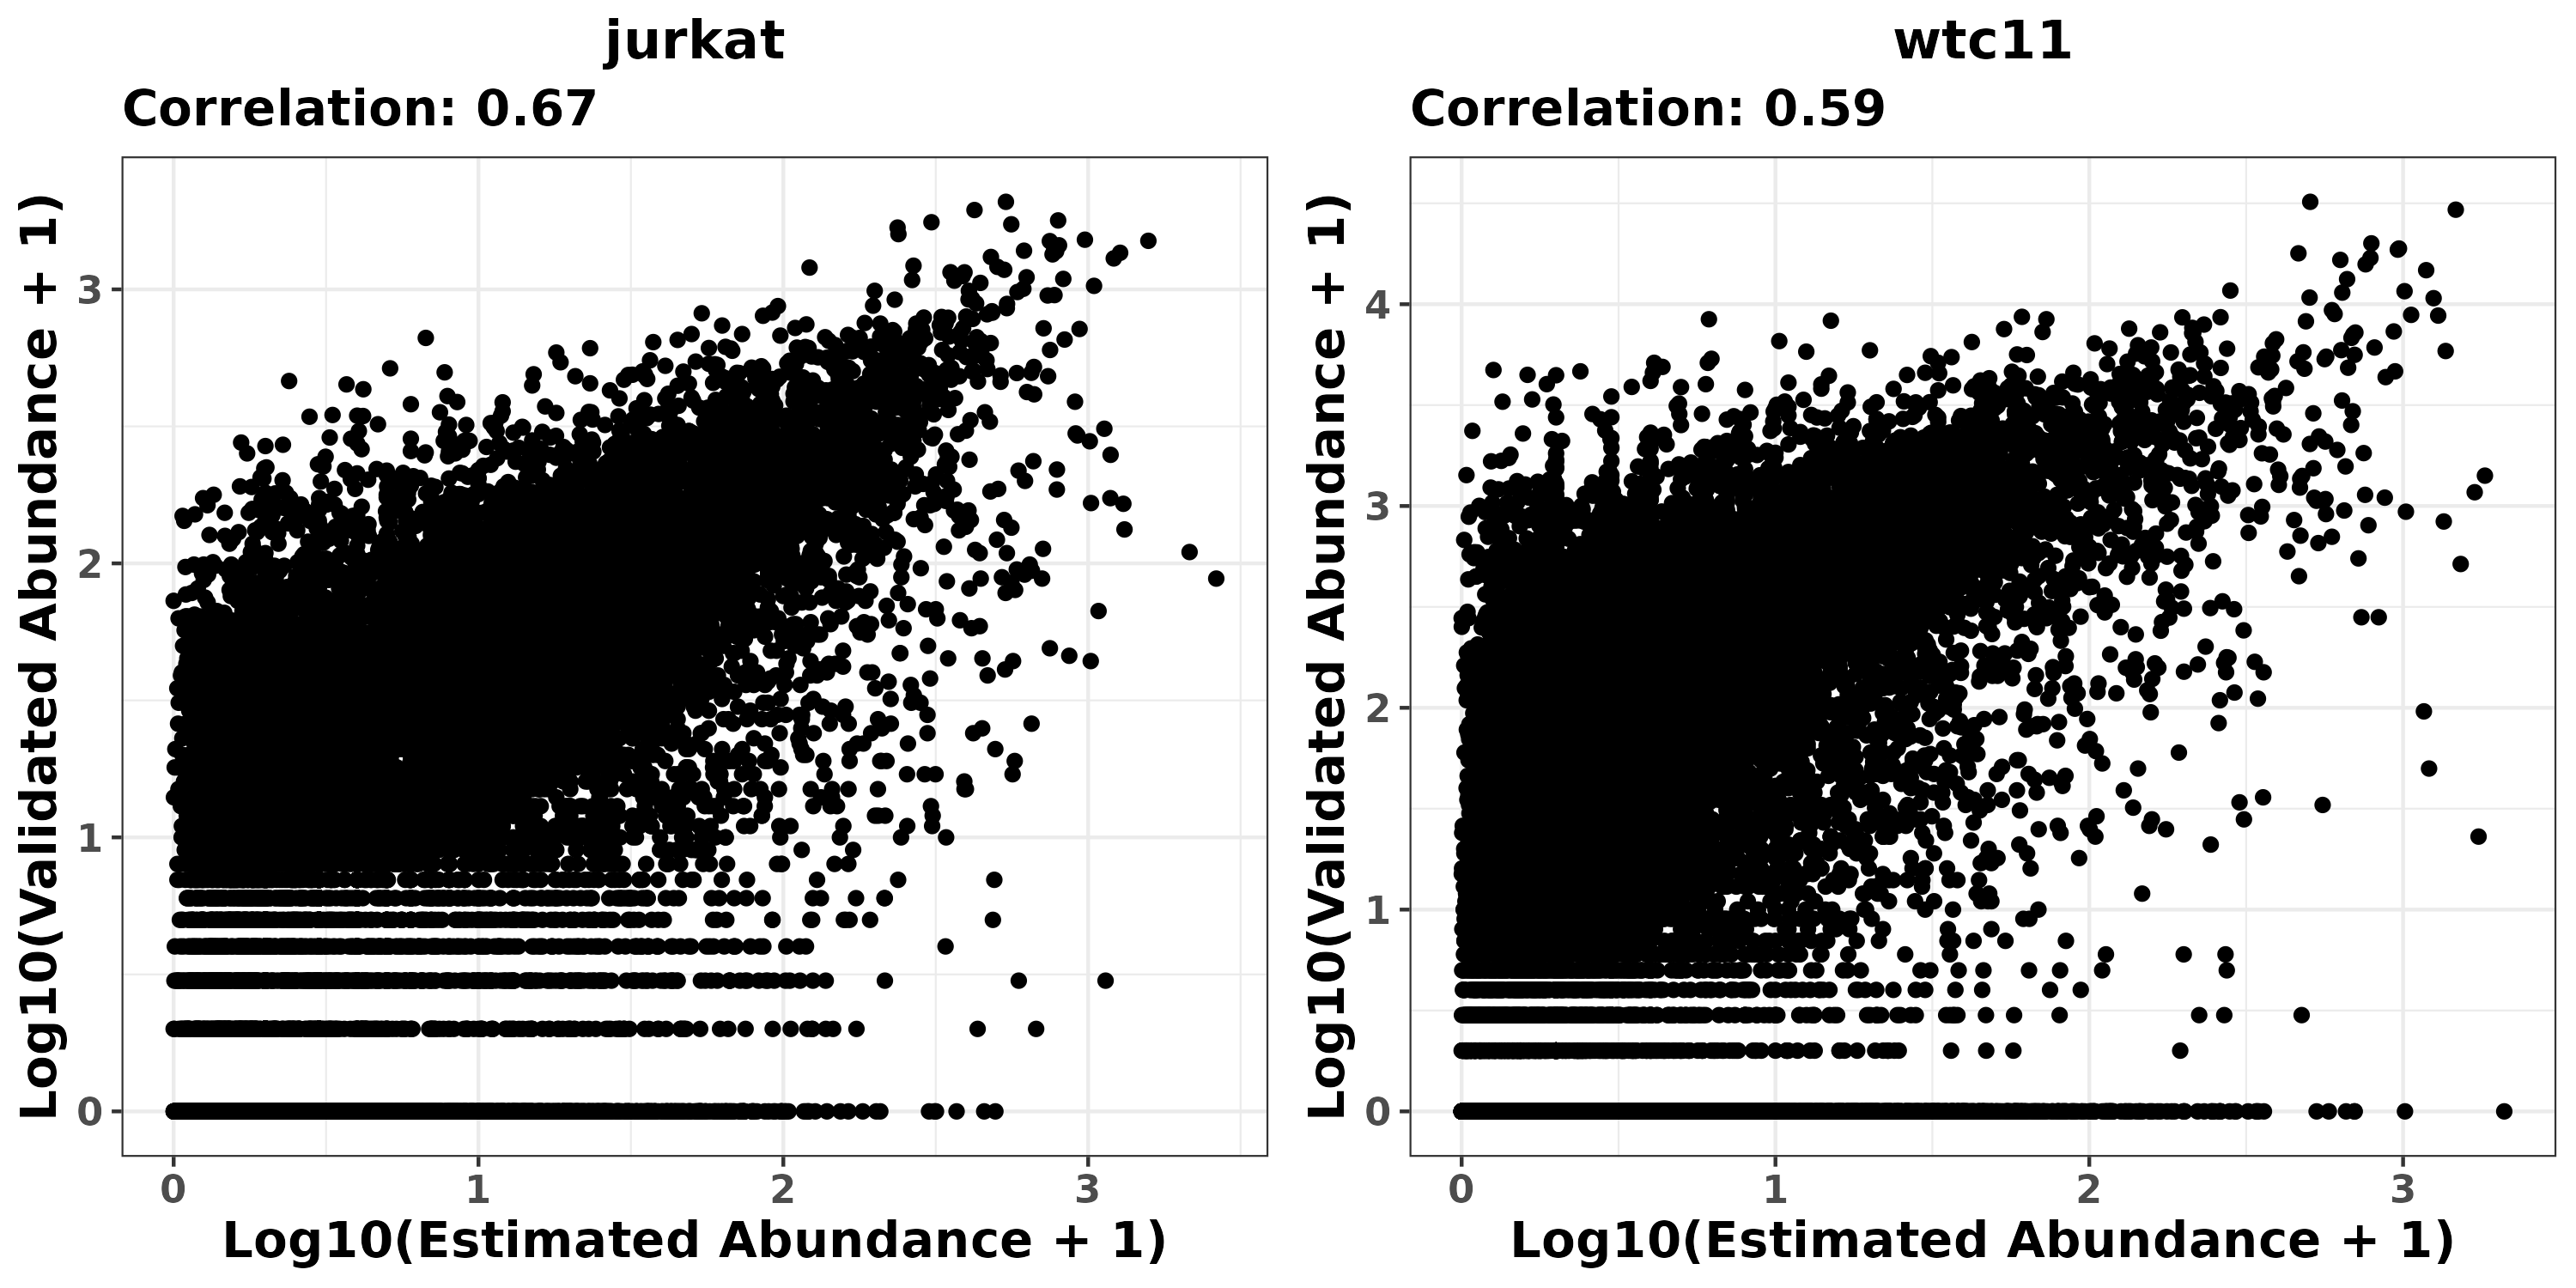 jurkat
Correlation: 0.67
Log10(Validated Abundance + 1)
3
2
1
0
0 1 2 3
Log10(Estimated Abundance + 1)
wtc11
Correlation: 0.59
Log10(Validated Abundance + 1)
4
3
2
1
0
0 1 2 3
Log10(Estimated Abundance + 1)